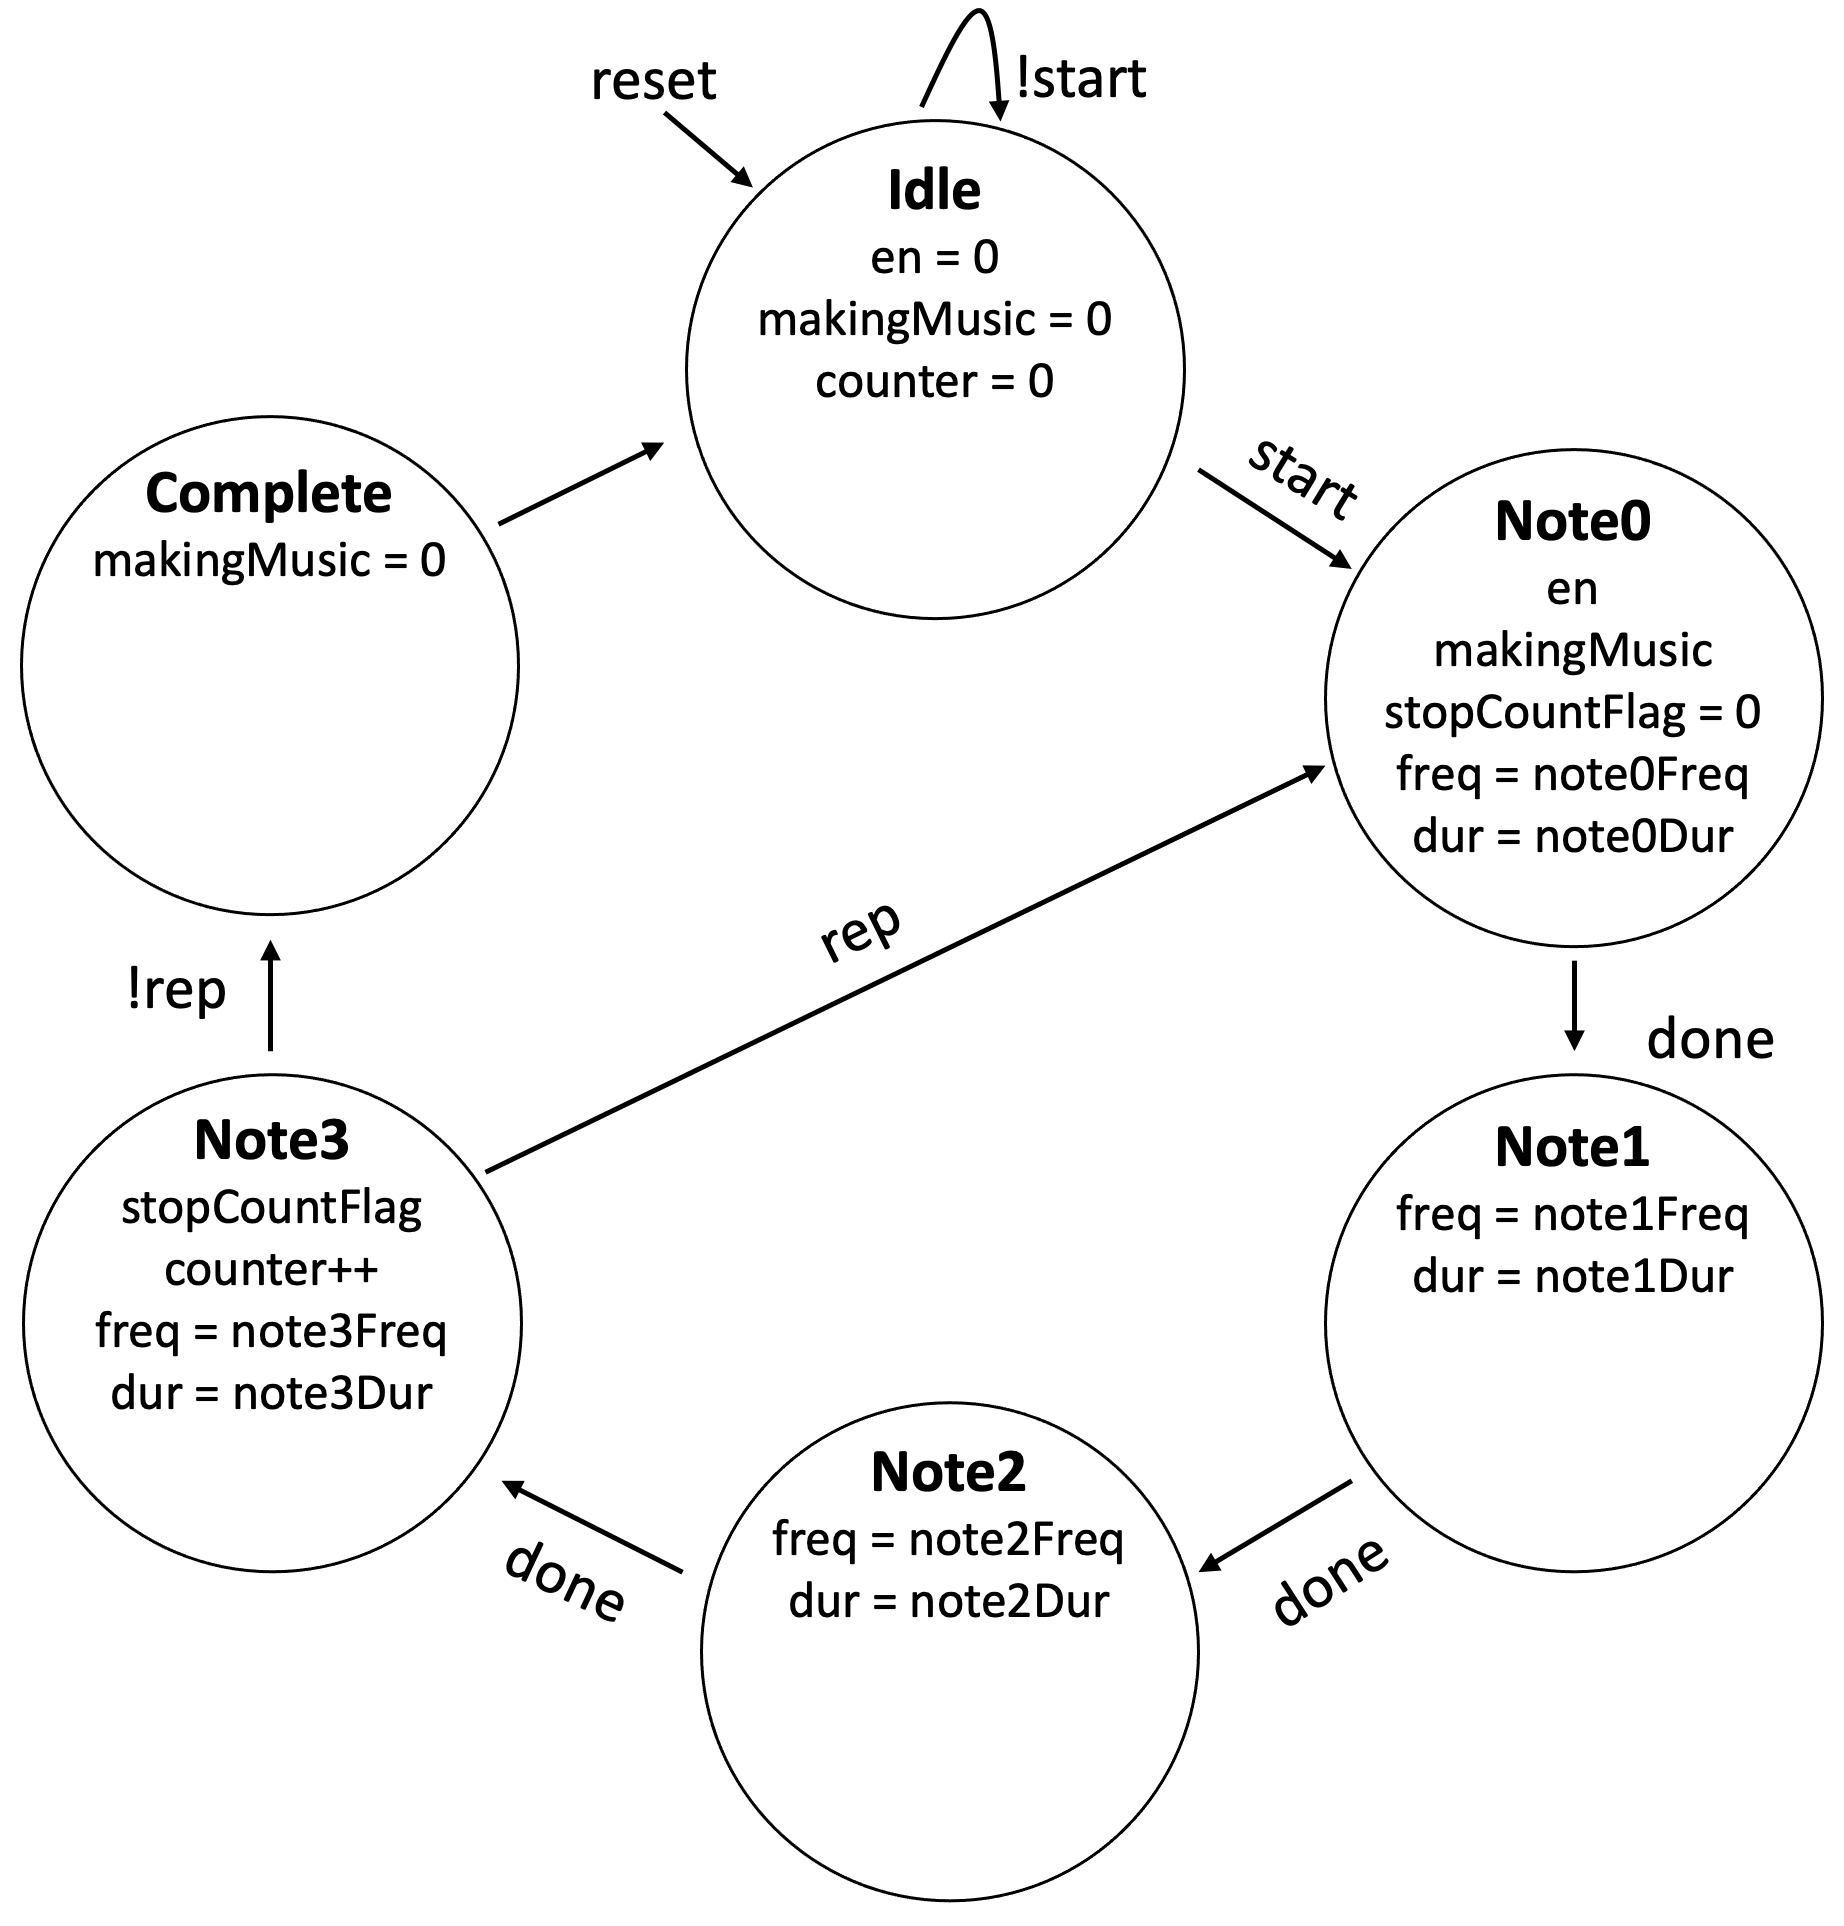 reset
!start
Idle
en = 0
makingMusic = 0
counter = 0
start
Complete
makingMusic = 0
Note0
en
makingMusic
stopCountFlag = 0
freq = note0Freq
dur = note0Dur
rep
!rep
done
Note3
stopCountFlag
counter++
freq = note3Freq
dur = note3Dur
Note1
freq = note1Freq
dur = note1Dur
Note2
freq = note2Freq
dur = note2Dur
done
done